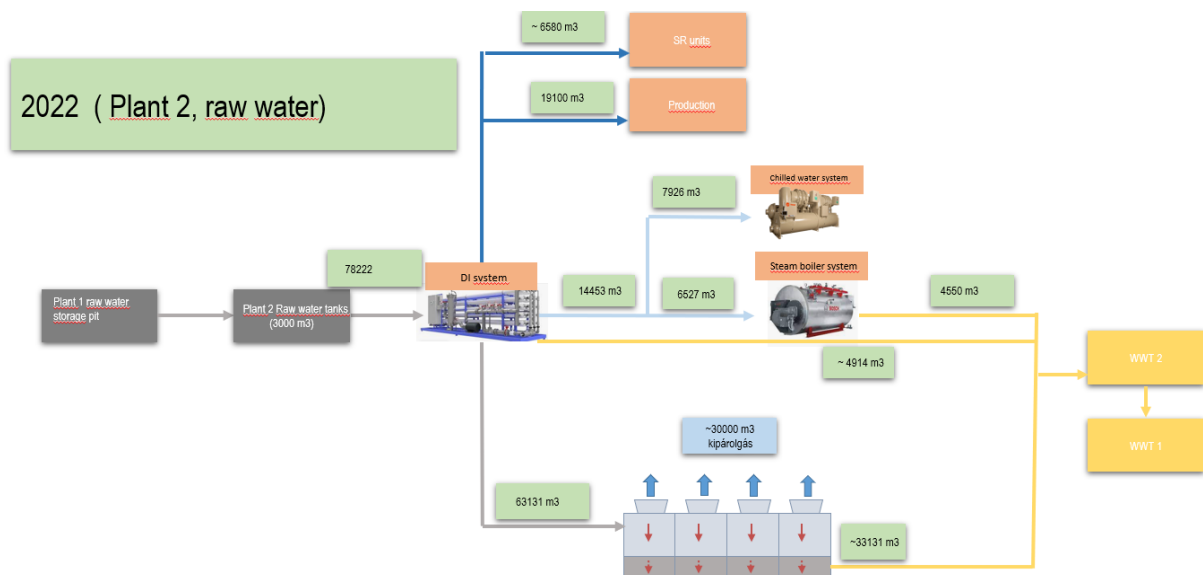 ~ 6580 m3
SR units
2022 ( Plant 2, raw water)
19100 m3
Production
Chilled water system
7926 m3
78222
DI system
Steam boiler system
Plant 1 raw water
storage pit
Plant 2 Raw water tanks
(3000 m3)
14453 m3
6527 m3
4550 m3
~ 4914 m3
WWT 2
~30000 m3
kipárolgás
WWT 1
63131 m3
~33131 m3